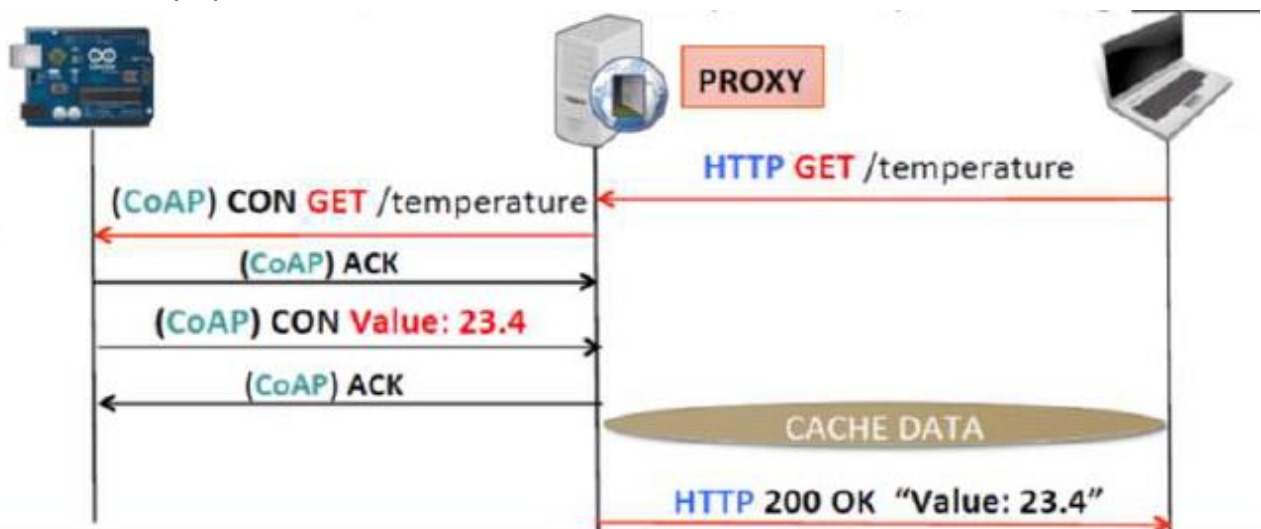 PROXY
HTTP GET /temperature
(CoAP) CON GET /temperature
(CoAP) ACK
(CoAP) CON Value: 23.4
(CoAP) ACK
CACHE DATA
HTTP 200 OK “Value: 23.4”